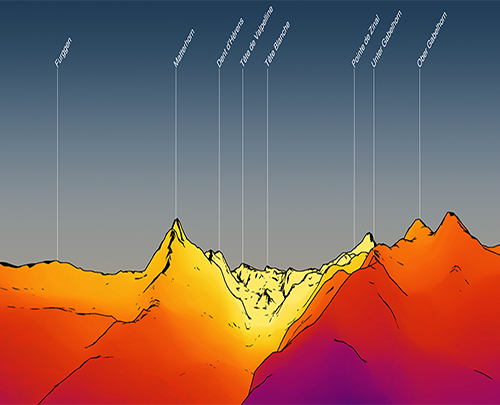 Furggen
Matterhorn
Dent d'Hérens
Tête de Valpelline
Tête Blanche
Pointe de Zinal
Unter Gabelhorn
Ober Gabelhorn